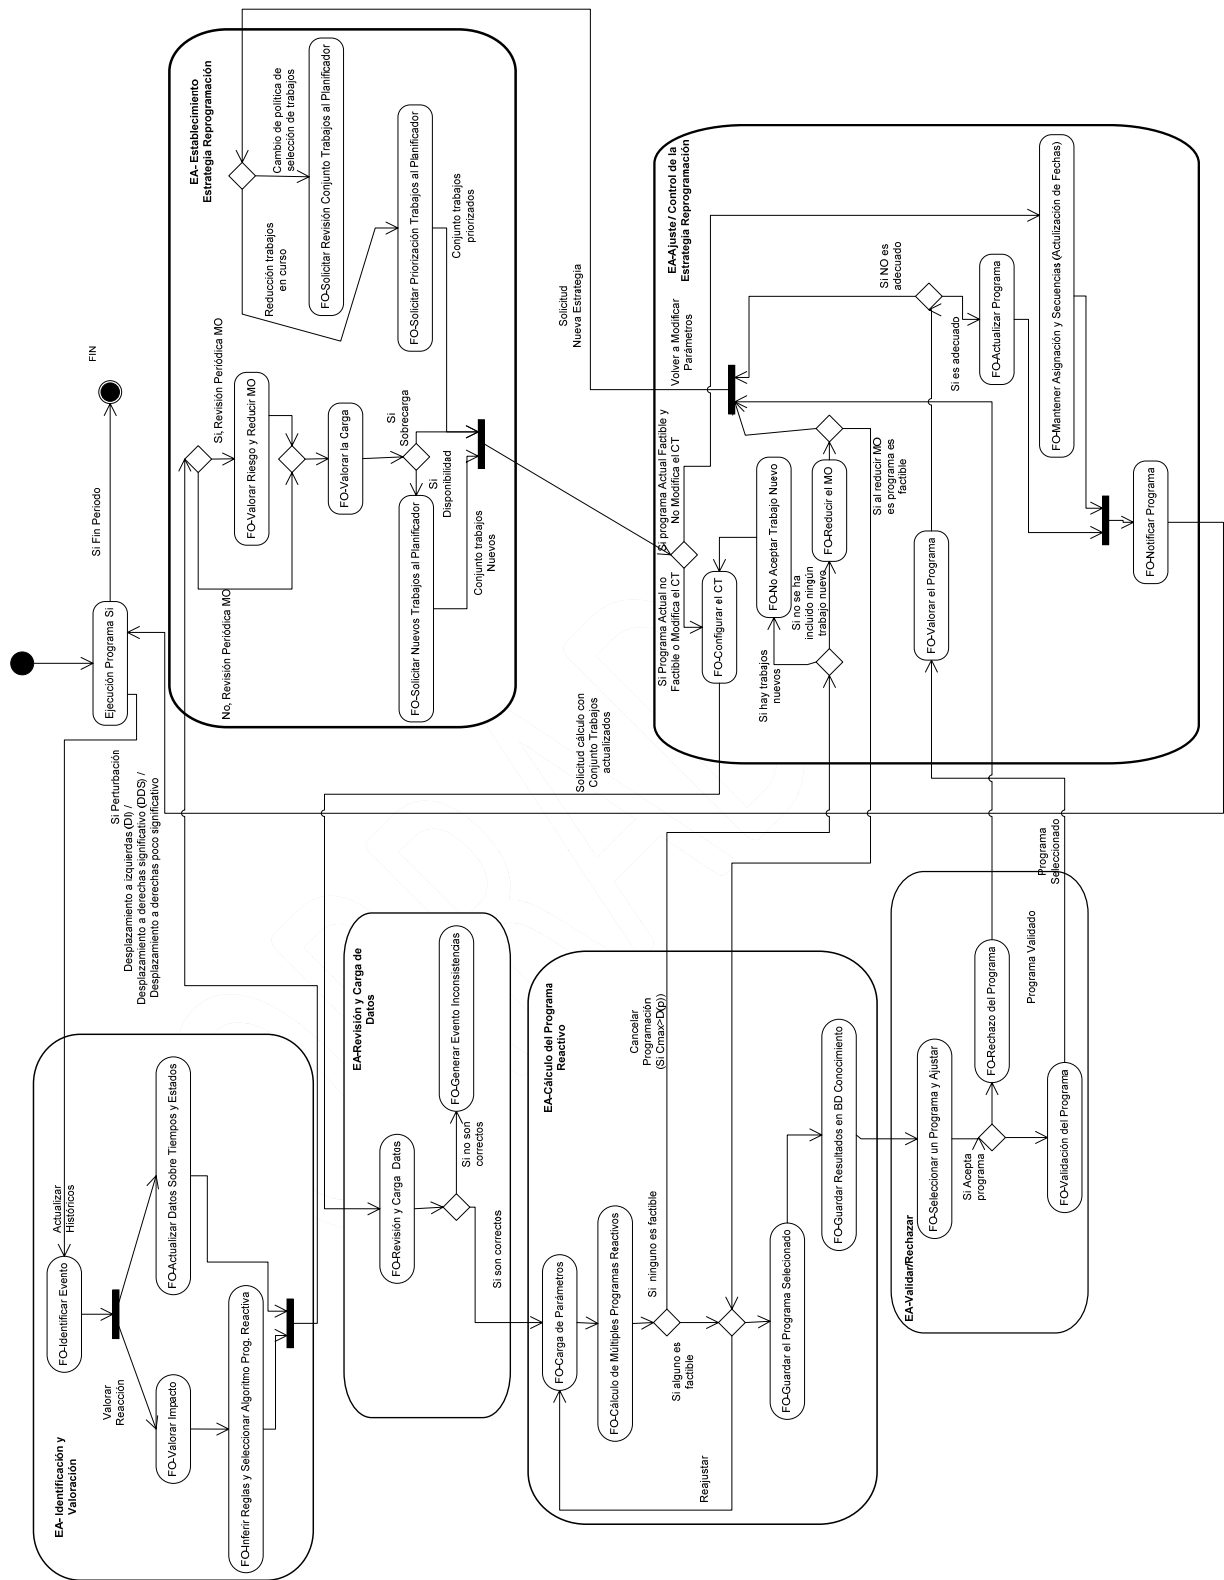 FIN
Si Fin Periodo
Ejecución Programa Si
Si Perturbación
Desplazamiento a izquierdas (DI) /
Desplazamiento a derechas significativo (DDS) /
Desplazamiento a derechas poco significativo
EA- Identificación y
Valoración
Actualizar
Históricos
FO-Identificar Evento
Valorar
Reacción
FO-Actualizar Datos Sobre Tiempos y Estados
FO-Valorar Impacto
FO-Inferir Reglas y Seleccionar Algoritmo Prog. Reactiva
EA- Establecimiento
Estrategia Reprogramación
Si, Revisión Periódica MO
No, Revisión Periódica MO
FO-Valorar Riesgo y Reducir MO
FO-Valorar la Carga
Si
Sobrecarga
Si
Disponibilidad
FO-Solicitar Nuevos Trabajos al Planificador
Conjunto trabajos
Nuevos
Reducción trabajos
en curso
Cambio de política de
selección de trabajos
FO-Solicitar Revisión Conjunto Trabajos al Planificador
FO-Solicitar Priorización Trabajos al Planificador
Conjunto trabajos
priorizados
Solicitud
Nueva Estrategia
EA-Revisión y Carga de
Datos
FO-Revisión y Carga Datos
FO-Generar Evento Inconsistencias
Si no son
correctos
Si son correctos
Solicitud cálculo con
Conjunto Trabajos
actualizados
EA-Cálculo del Programa
Reactivo
FO-Carga de Parámetros
FO-Cálculo de Múltiples Programas Reactivos
Si ninguno es factible
Si alguno es
factible
Cancelar
Programación
(Si Cmax>D(p))
Reajustar
FO-Guardar el Programa Selecionado
FO-Guardar Resultados en BD Conocimiento
EA-Ajuste / Control de la
Estrategia Reprogramación
Volver a Modificar
Parámetros
Si programa Actual Factible y
No Modifica el CT
Si Programa Actual no
Factible o Modifica el CT
FO-Configurar el CT
FO-No Aceptar Trabajo Nuevo
Si hay trabajos
nuevos
Si no se ha
incluido ningún
trabajo nuevo
FO-Reducir el MO
Si al reducir MO
es programa es
factible
FO-Valorar el Programa
Si NO es
adecuado
Si es adecuado
FO-Actualizar Programa
FO-Mantener Asignación y Secuencias (Actulización de Fechas)
FO-Notificar Programa
EA-Validar/Rechazar
FO-Seleccionar un Programa y Ajustar
Si Acepta
programa
FO-Rechazo del Programa
Programa Validado
FO-Validación del Programa
Programa
Seleccionado